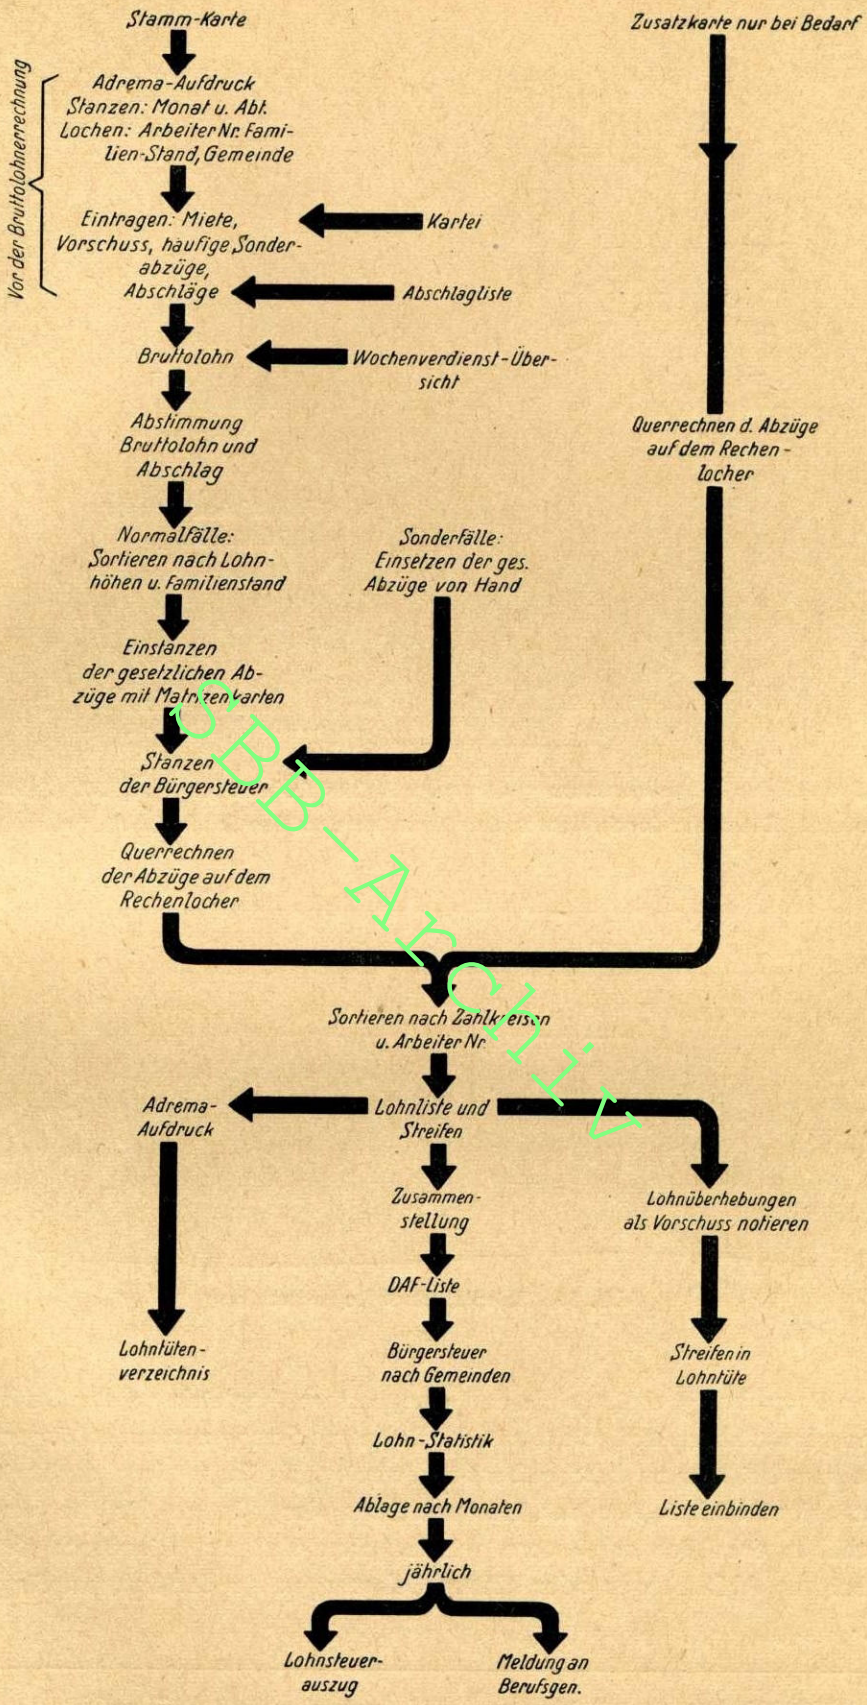 Stamm-Karte
Zusatzkarte nur bei Bedarf
Vor der Bruttolohnerrechnung
Adrema-Aufdruck
Stanzen: Monat u. Abt.
Lochen: Arbeiter Nr. Fami-
lien-Stand, Gemeinde
Eintragen: Miete,
Vorschuss, häufige Sonder-
abzüge,
Abschläge
Kartei
Abschlagliste
Bruttolohn
Wochenverdienst-Über-
sicht
Abstimmung
Bruttolohn und
Abschlag
Querrechnen d. Abzüge
auf dem Rechen-
locher
Normalfälle:
Sortieren nach Lohn-
höhen u. Familienstand
Sonderfälle:
Einsetzen der ges.
Abzüge von Hand
Einstanzen
der gesetzlichen Ab-
züge mit Matrizenkarten
Stanzen
der Bürgersteuer
Querrechnen
der Abzüge auf dem
Rechenlocher
SBB-Archiv
Sortieren nach Zahlkreisen
u. Arbeiter Nr.
Adrema-
Aufdruck
Lohnliste und
Streifen
Zusammen-
stellung
Lohnüberhebungen
als Vorschuss notieren
DAF-Liste
Lohntüten-
verzeichnis
Bürgersteuer
nach Gemeinden
Streifen in
Lohntüte
Lohn-Statistik
Ablage nach Monaten
Liste einbinden
jährlich
Lohnsteuer-
auszug
Meldung an
Berufsgen.